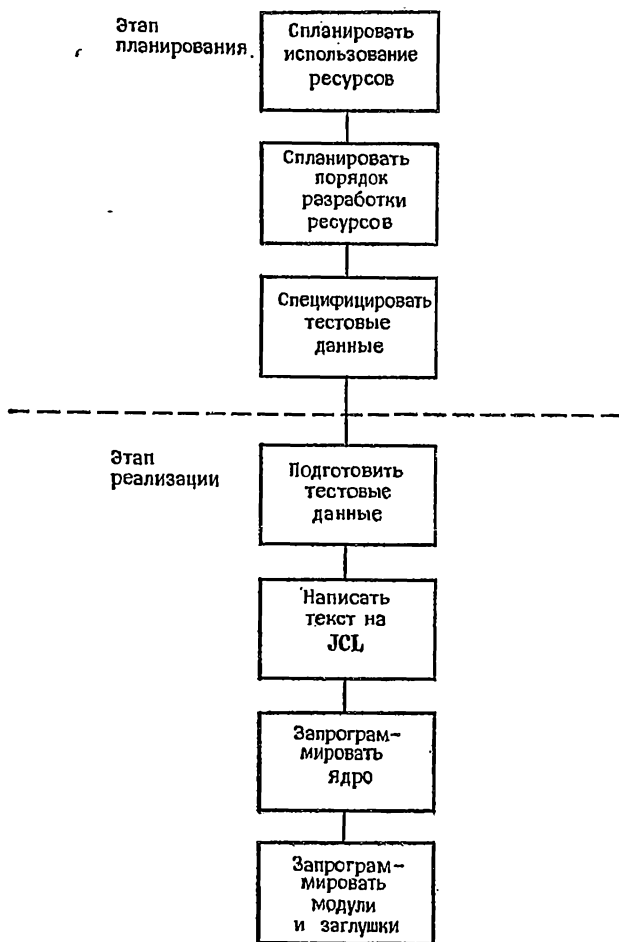 Этап
планирования.
Спланировать
использование
ресурсов
Спланировать
порядок
разработки
ресурсов
Специфицировать
тестовые
данные
Этап
реализации
Подготовить
тестовые
данные
Написать
текст на
JCL
Запрограм-
мировать
ядро
Запрограм-
мировать
модули
и заглушки